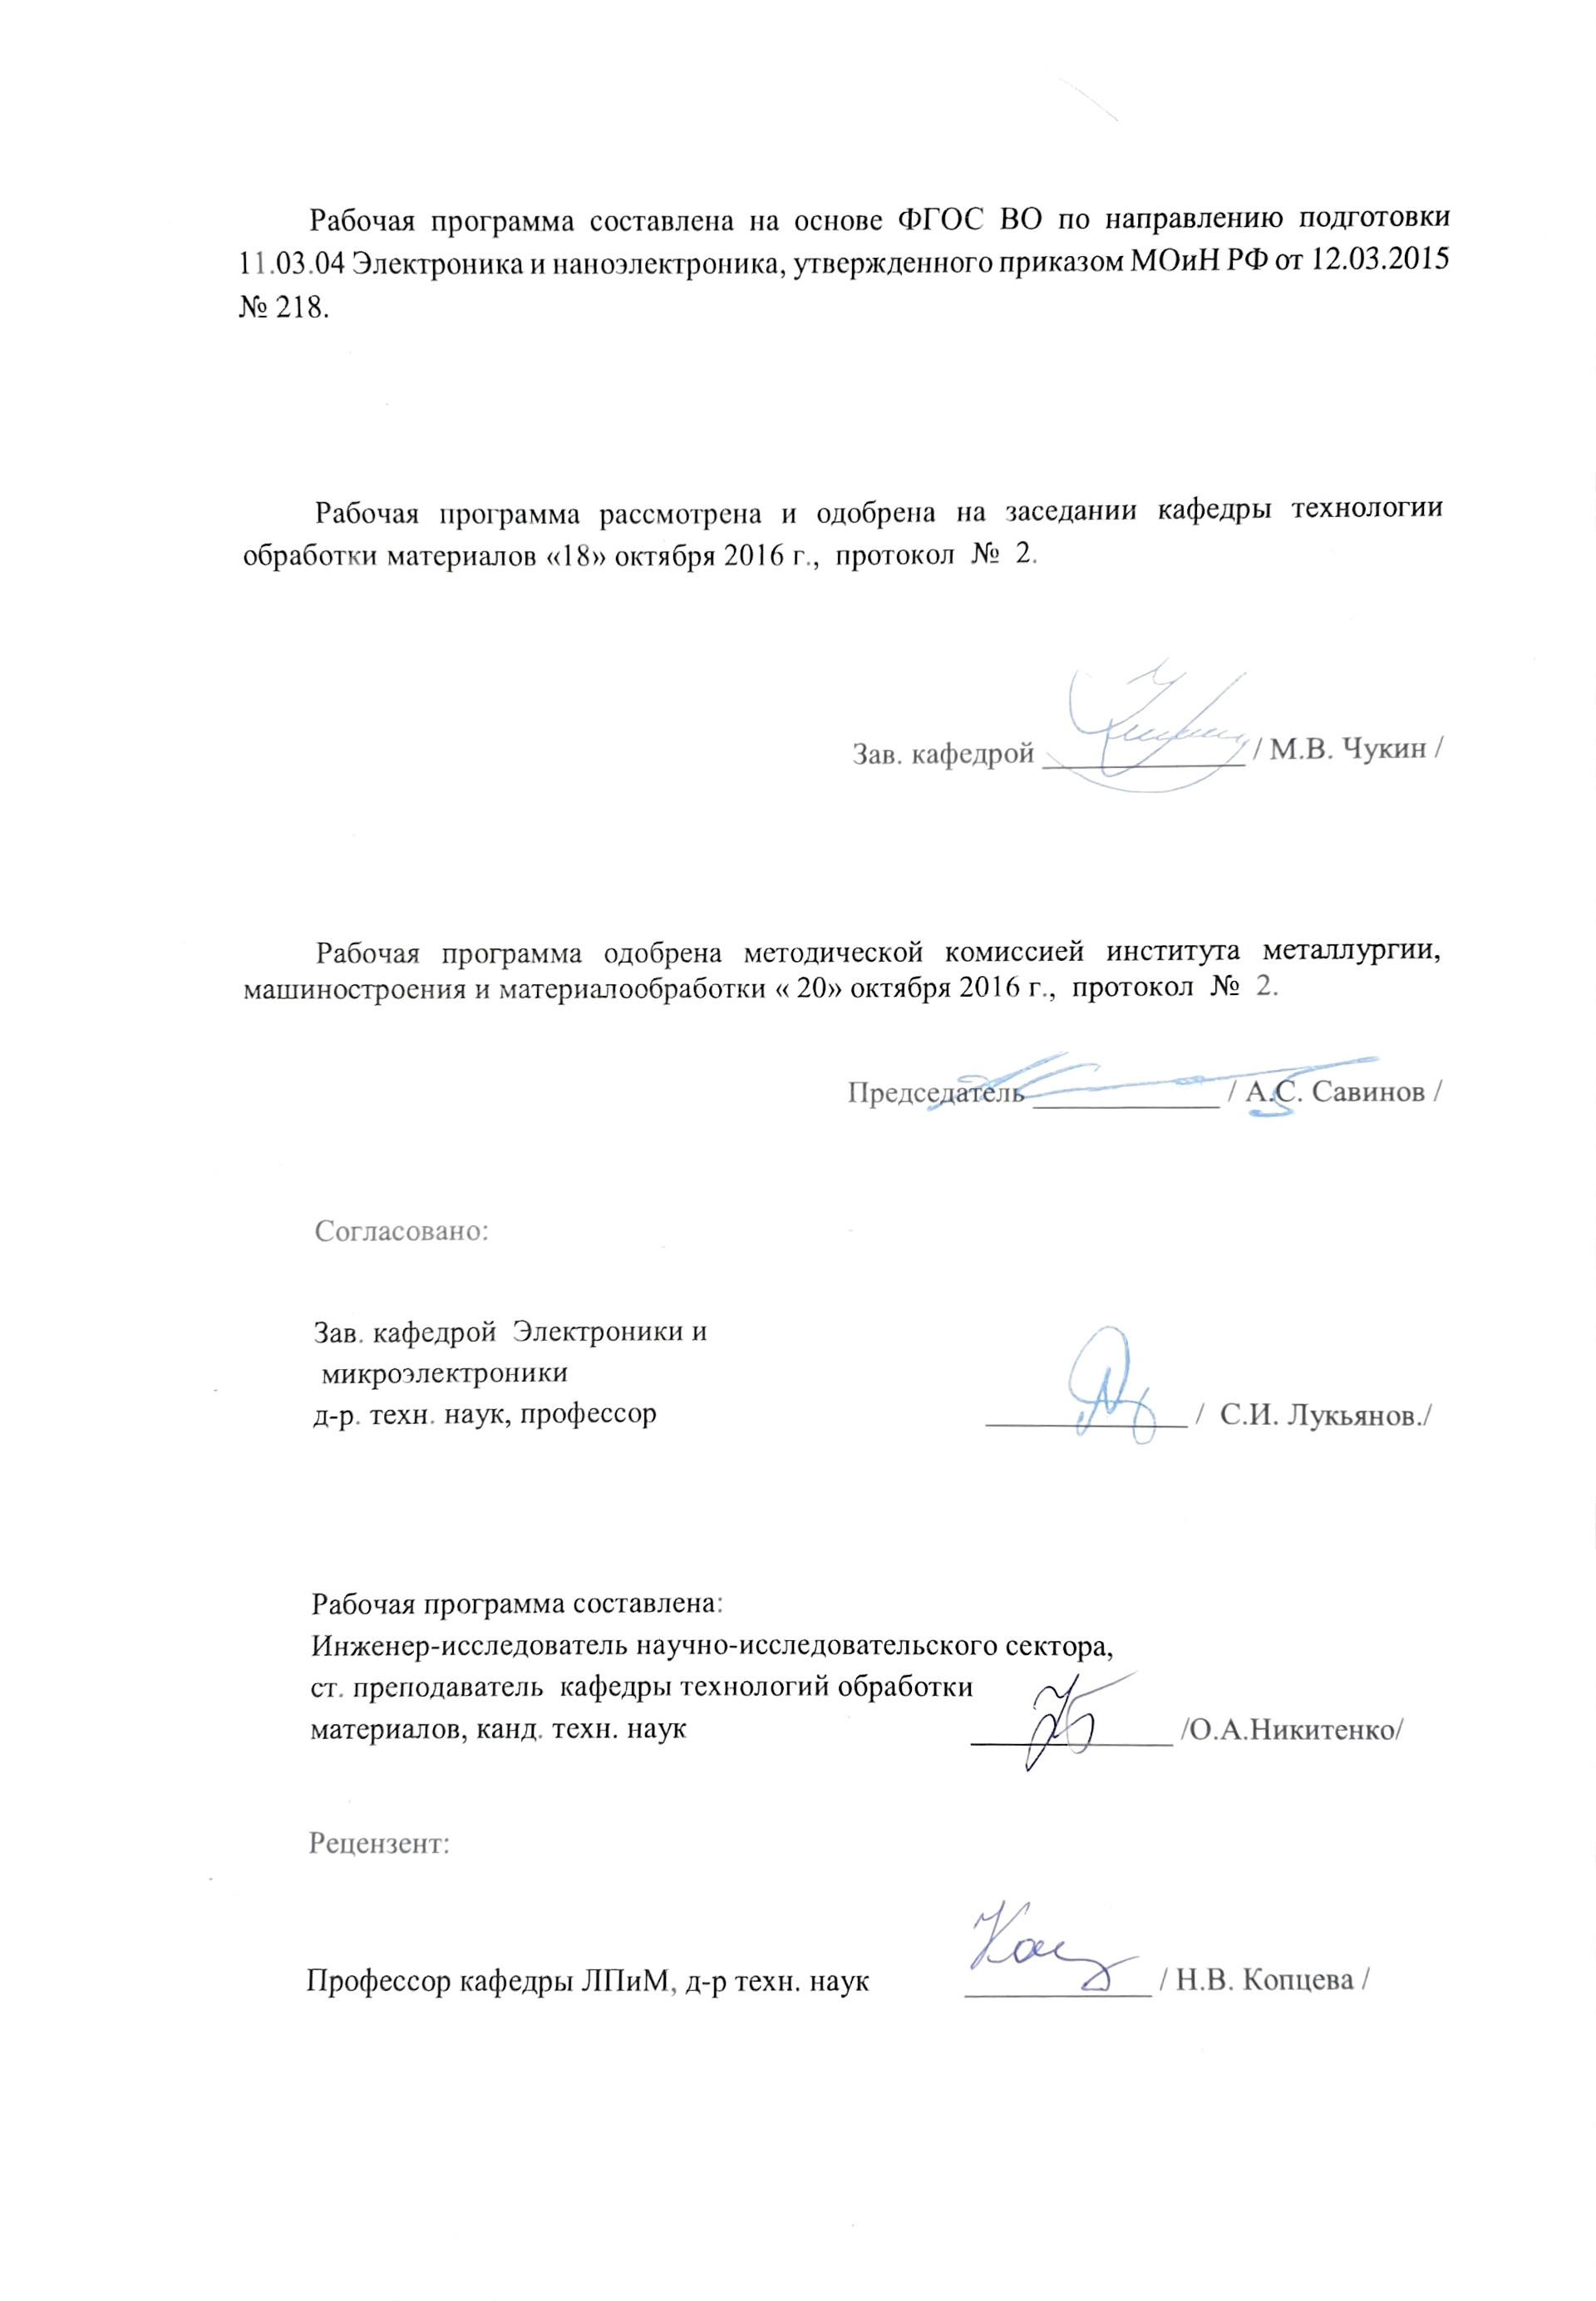 Рабочая программа составлена на основе ФГОС ВО по направлению подготовки
11.03.04 Электроника и наноэлектроника, утвержденного приказом МОиН РФ от 12.03.2015
№ 218.
Рабочая программа рассмотрена и одобрена на заседании кафедры технологии
обработки материалов «18» октября 2016 г., протокол № 2.
Зав. кафедрой ______________ / М.В. Чукин /
Рабочая программа одобрена методической комиссией института металлургии,
машиностроения и материалообработки « 20» октября 2016 г., протокол № 2.
Председатель _____________ / А.С. Савинов /
Согласовано:
Зав. кафедрой Электроники и
микроэлектроники
д-р. техн. наук, профессор ______________ / С.И. Лукьянов./
Рабочая программа составлена:
Инженер-исследователь научно-исследовательского сектора,
ст. преподаватель кафедры технологий обработки
материалов, канд. техн. наук ______________ /О.А.Никитенко/
Рецензент:
Профессор кафедры ЛПиМ, д-р техн. наук _____________ / Н.В. Копцева /